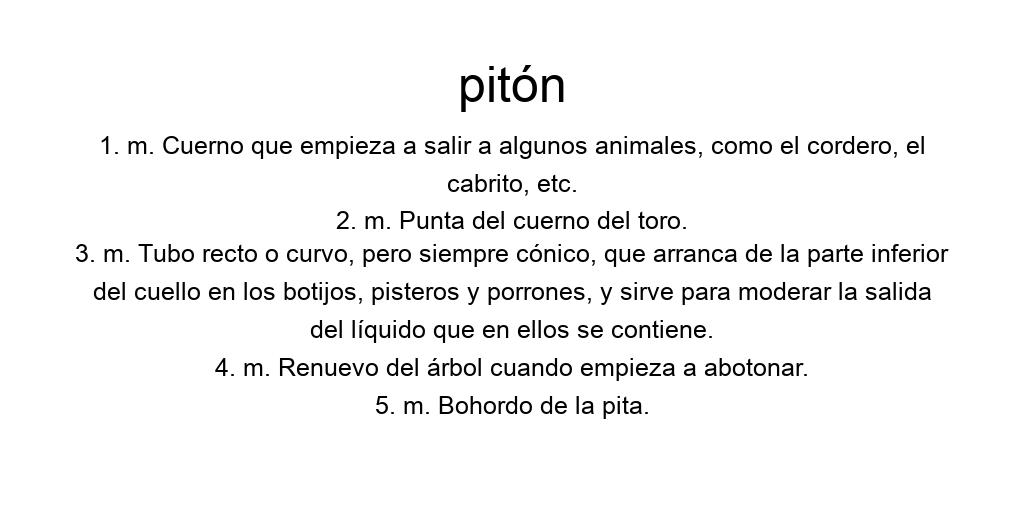 pitón
1. m. Cuerno que empieza a salir a algunos animales, como el cordero, el
cabrito, etc.
2. m. Punta del cuerno del toro.
3. m. Tubo recto o curvo, pero siempre cónico, que arranca de la parte inferior
del cuello en los botijos, pisteros y porrones, y sirve para moderar la salida
del líquido que en ellos se contiene.
4. m. Renuevo del árbol cuando empieza a abotonar.
5. m. Bohordo de la pita.